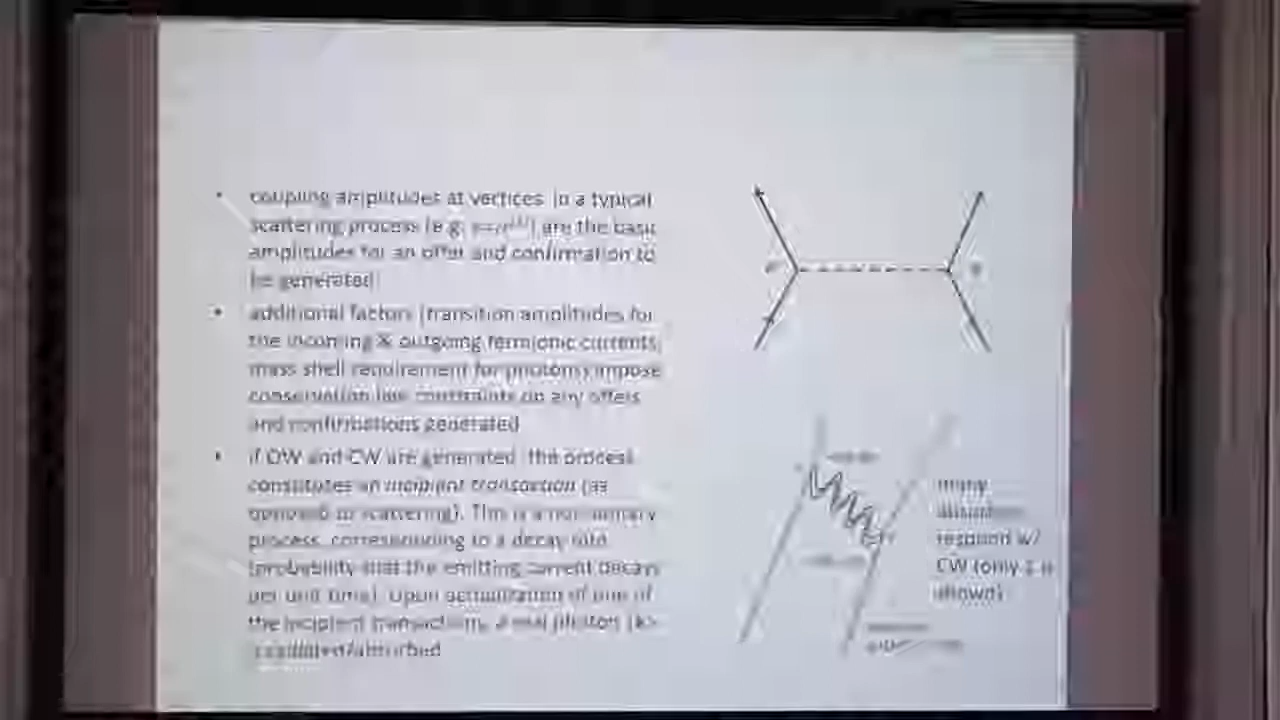 coupling amplitudes at vertices in a typical
scattering process (e.g. are the basic
amplitudes for an offer and confirmation to
be generated
additional factors (transition amplitudes for
the incoming & outgoing fermionic currents,
mass shell requirement for photons) impose
conservation law constraints on any offers
and confirmations generated
if OW and CW are generated, the process
constitutes an incipient transaction (as
opposed to scattering). This is a non-unitary
process, corresponding to a decay rate
(probability that the emitting current decays
per unit time). Upon actualization of one of
the incipient transactions, a real photon |k>
is emitted/absorbed
many
respond w/
CW (only 1 is
shown)